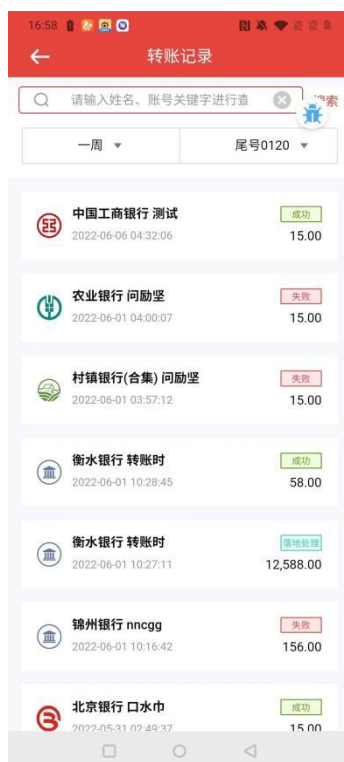 16:58
转账记录
请输入姓名、账号关键字进行查
索
一周
尾号0120
中国工商银行 测试
成功
2022-06-06 04:32:06
15.00
农业银行 问励坚
失败
2022-06-01 04:00:07
15.00
村镇银行(合集) 问励坚
失败
2022-06-01 03:57:12
15.00
衡水银行 转账时
成功
2022-06-01 10:28:45
58.00
衡水银行 转账时
落地处理
2022-06-01 10:27:11
12,588.00
锦州银行 nncgg
失败
2022-06-01 10:16:42
156.00
北京银行 口水巾
成功
2022-05-31 02:49:37
15.00